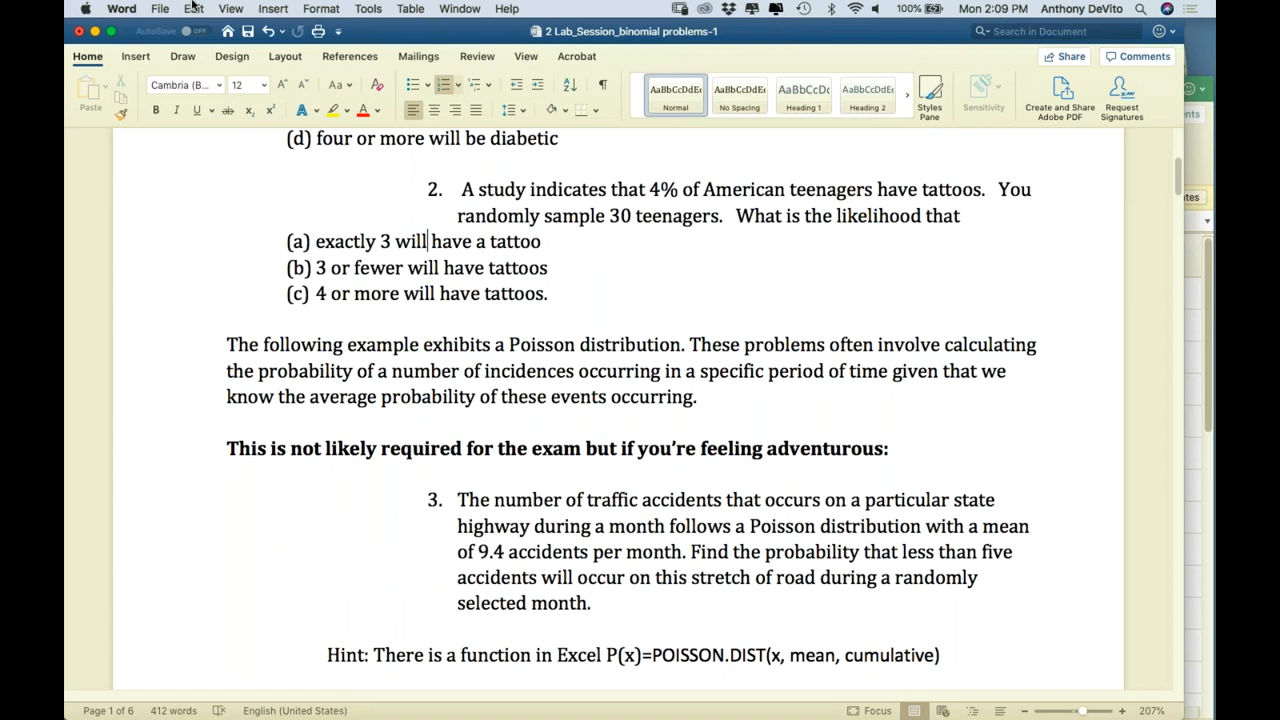 Word File Edit View Insert Format Tools Table Window Help 100% Mon 2:09 PM Anthony DeVito
AutoSave OFF 2 Lab_Session_binomial problems-1 Search in Document
Home Insert Draw Design Layout References Mailings Review View Acrobat Share Comments
Paste Cambria (B... 12 Aa AaBbCcDdEe Normal AaBbCcDdEe No Spacing AaBbCcDc Heading 1 AaBbCcDdEe Heading 2 Styles Pane Sensitivity Create and Share Adobe PDF Request Signatures
(d) four or more will be diabetic
2. A study indicates that 4% of American teenagers have tattoos. You
randomly sample 30 teenagers. What is the likelihood that
(a) exactly 3 will have a tattoo
(b) 3 or fewer will have tattoos
(c) 4 or more will have tattoos.
The following example exhibits a Poisson distribution. These problems often involve calculating
the probability of a number of incidences occurring in a specific period of time given that we
know the average probability of these events occurring.
This is not likely required for the exam but if you're feeling adventurous:
3. The number of traffic accidents that occurs on a particular state
highway during a month follows a Poisson distribution with a mean
of 9.4 accidents per month. Find the probability that less than five
accidents will occur on this stretch of road during a randomly
selected month.
Hint: There is a function in Excel P(x)=POISSON.DIST(x, mean, cumulative)
Page 1 of 6 412 words English (United States) Focus 207%